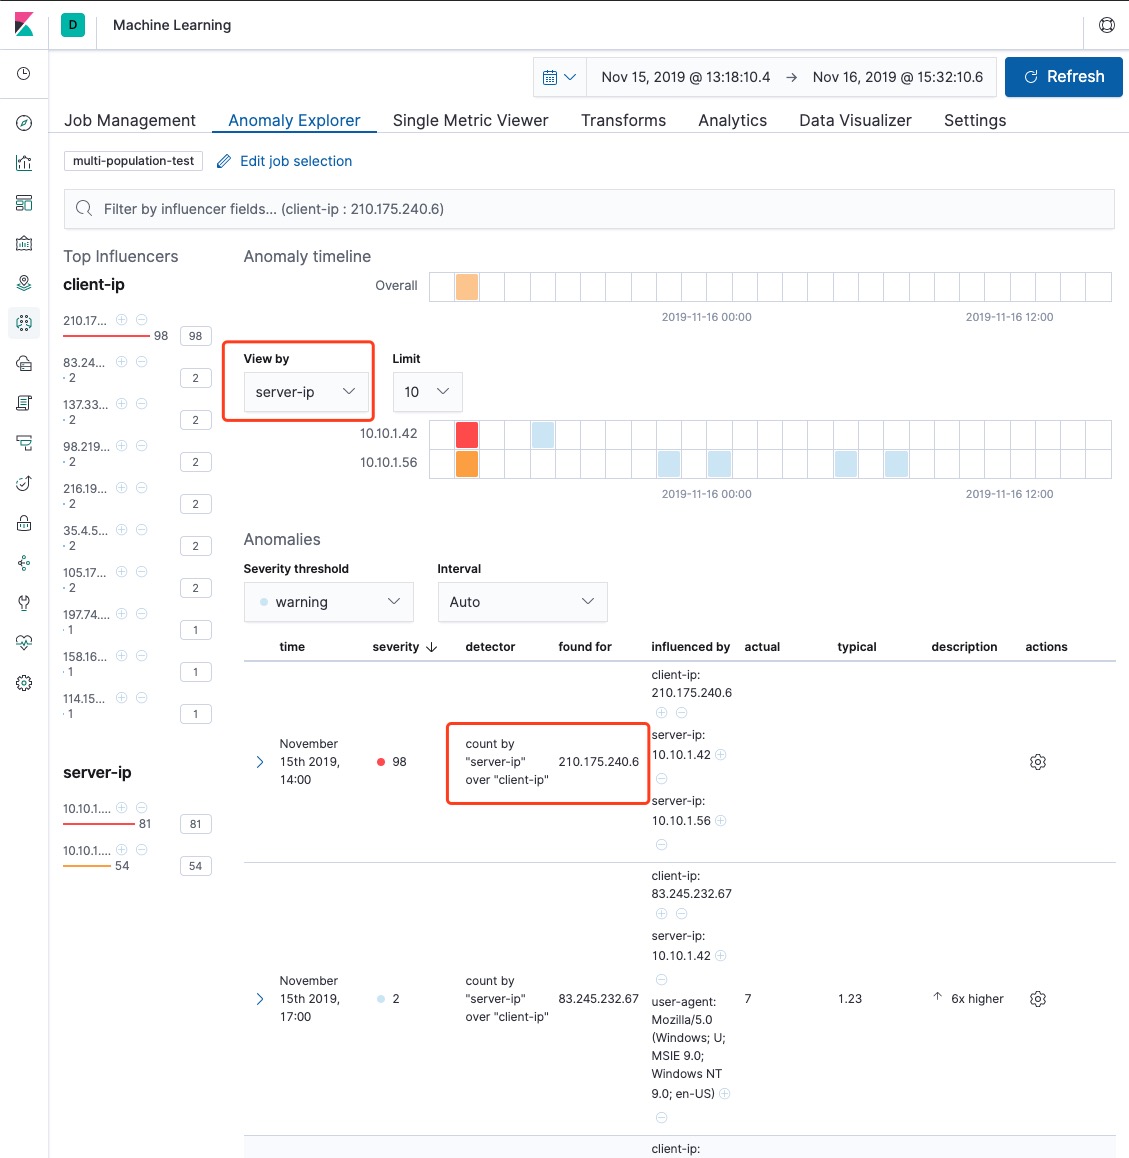 D
Machine Learning
Nov 15, 2019 @ 13:18:10.4 → Nov 16, 2019 @ 15:32:10.6
Refresh
Job Management Anomaly Explorer Single Metric Viewer Transforms Analytics Data Visualizer Settings
multi-population-test Edit job selection
Filter by influencer fields... (client-ip : 210.175.240.6)
Top Influencers
client-ip
210.17...
98 98
83.24...
2 2
137.33...
2 2
98.219...
2 2
216.19...
2 2
35.4.5...
2 2
105.17...
2 2
197.74...
1 1
158.16...
1 1
114.15...
1 1
server-ip
10.10.1....
81 81
10.10.1....
54 54
Anomaly timeline
Overall
2019-11-16 00:00 2019-11-16 12:00
View by Limit
server-ip 10
10.10.1.42
10.10.1.56
2019-11-16 00:00 2019-11-16 12:00
Anomalies
Severity threshold Interval
warning Auto
time severity ↓ detector found for influenced by actual typical description actions
November
15th 2019,
14:00
98
count by
"server-ip"
over "client-ip"
210.175.240.6
client-ip:
210.175.240.6
server-ip:
10.10.1.42
server-ip:
10.10.1.56
November
15th 2019,
17:00
2
count by
"server-ip"
over "client-ip"
83.245.232.67
client-ip:
83.245.232.67
server-ip:
10.10.1.42
user-agent:
Mozilla/5.0
(Windows; U;
MSIE 9.0;
Windows NT
9.0; en-US)
7
1.23
↑ 6x higher
client-ip: